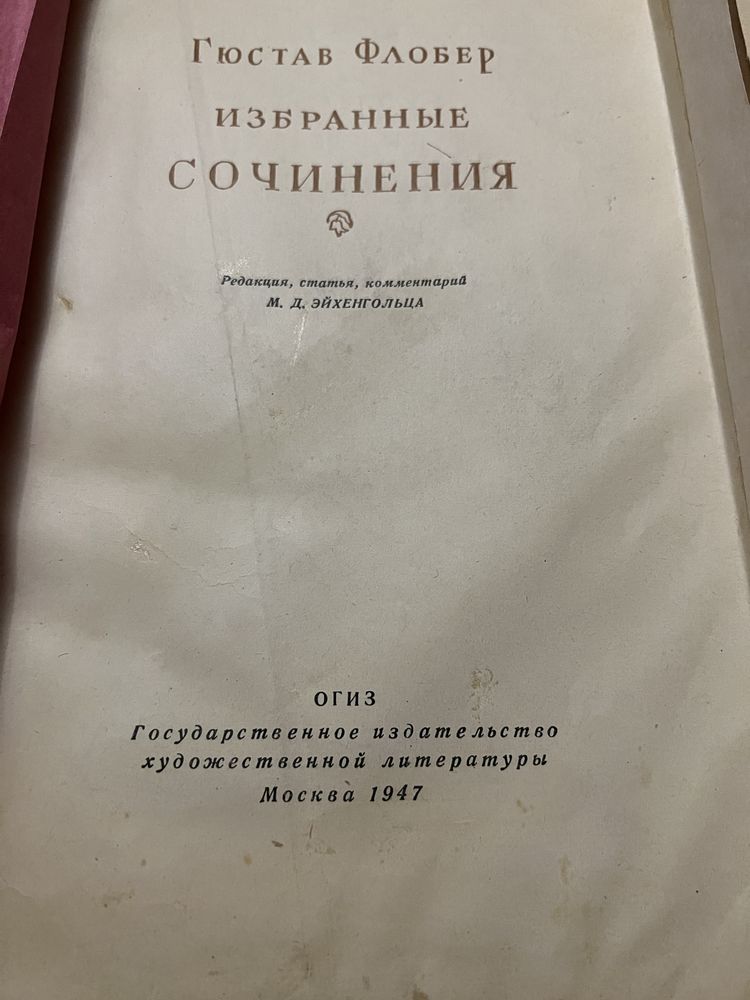 Гюстав Флобер
ИЗБРАННЫЕ
СОЧИНЕНИЯ
Редакция, статья, комментарий
М. Д. ЭЙХЕНГОЛЬЦА
ОГИЗ
Государственное издательство
художественной литературы
Москва 1947